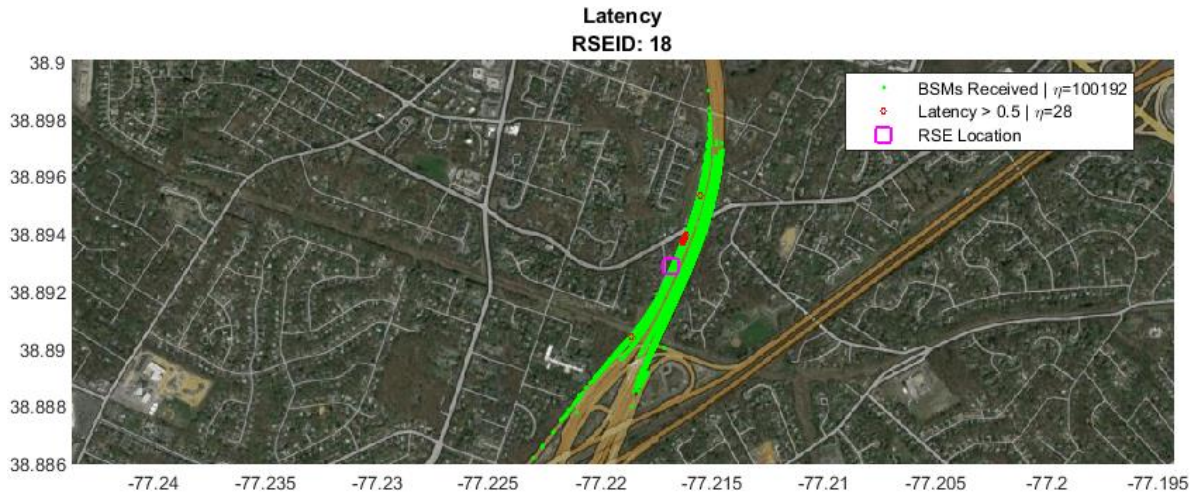 Latency
RSEID: 18
38.9
38.898
38.896
38.894
38.892
38.89
38.888
38.886
BSMs Received | η=100192
Latency > 0.5 | η=28
RSE Location
-77.24 -77.235 -77.23 -77.225 -77.22 -77.215 -77.21 -77.205 -77.2 -77.195